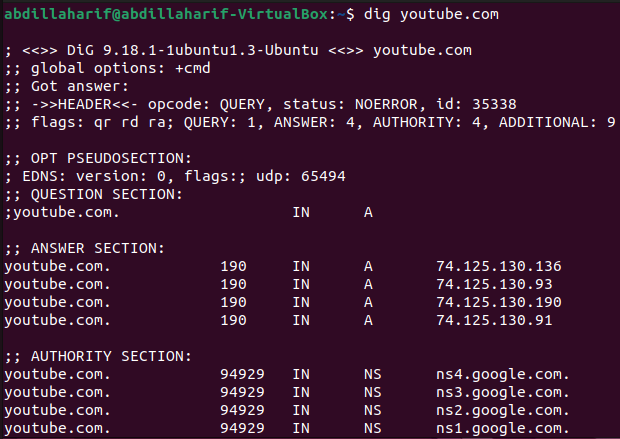 abdillaharif@abdillaharif-VirtualBox:~$ dig youtube.com
; <<>> DiG 9.18.1-1ubuntu1.3-Ubuntu <<>> youtube.com
;; global options: +cmd
;; Got answer:
;; ->>HEADER<<- opcode: QUERY, status: NOERROR, id: 35338
;; flags: qr rd ra; QUERY: 1, ANSWER: 4, AUTHORITY: 4, ADDITIONAL: 9
;; OPT PSEUDOSECTION:
; EDNS: version: 0, flags:; udp: 65494
;; QUESTION SECTION:
;youtube.com. IN A
;; ANSWER SECTION:
youtube.com. 190 IN A 74.125.130.136
youtube.com. 190 IN A 74.125.130.93
youtube.com. 190 IN A 74.125.130.190
youtube.com. 190 IN A 74.125.130.91
;; AUTHORITY SECTION:
youtube.com. 94929 IN NS ns4.google.com.
youtube.com. 94929 IN NS ns3.google.com.
youtube.com. 94929 IN NS ns2.google.com.
youtube.com. 94929 IN NS ns1.google.com.